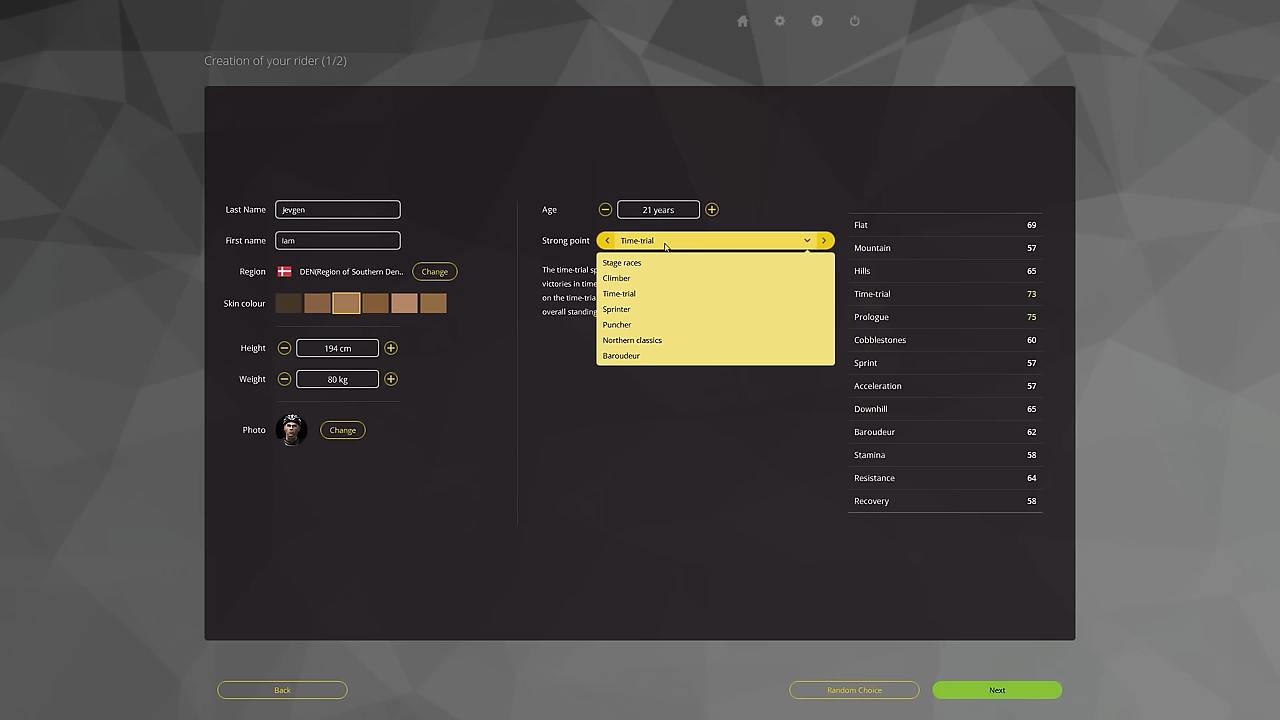 Creation of your rider (1/2)
Last Name
Jevgen
First name
Iam
Region
DEN(Region of Southern Den..
Change
Skin colour
Height
194 cm
Weight
80 kg
Photo
Change
Age
21 years
Strong point
Time-trial
Stage races
Climber
Time-trial
Sprinter
Puncher
Northern classics
Baroudeur
The time-trial sp
victories in time
on the time-tria
overall standing
Flat 69
Mountain 57
Hills 65
Time-trial 73
Prologue 75
Cobblestones 60
Sprint 57
Acceleration 57
Downhill 65
Baroudeur 62
Stamina 58
Resistance 64
Recovery 58
Back
Random Choice
Next